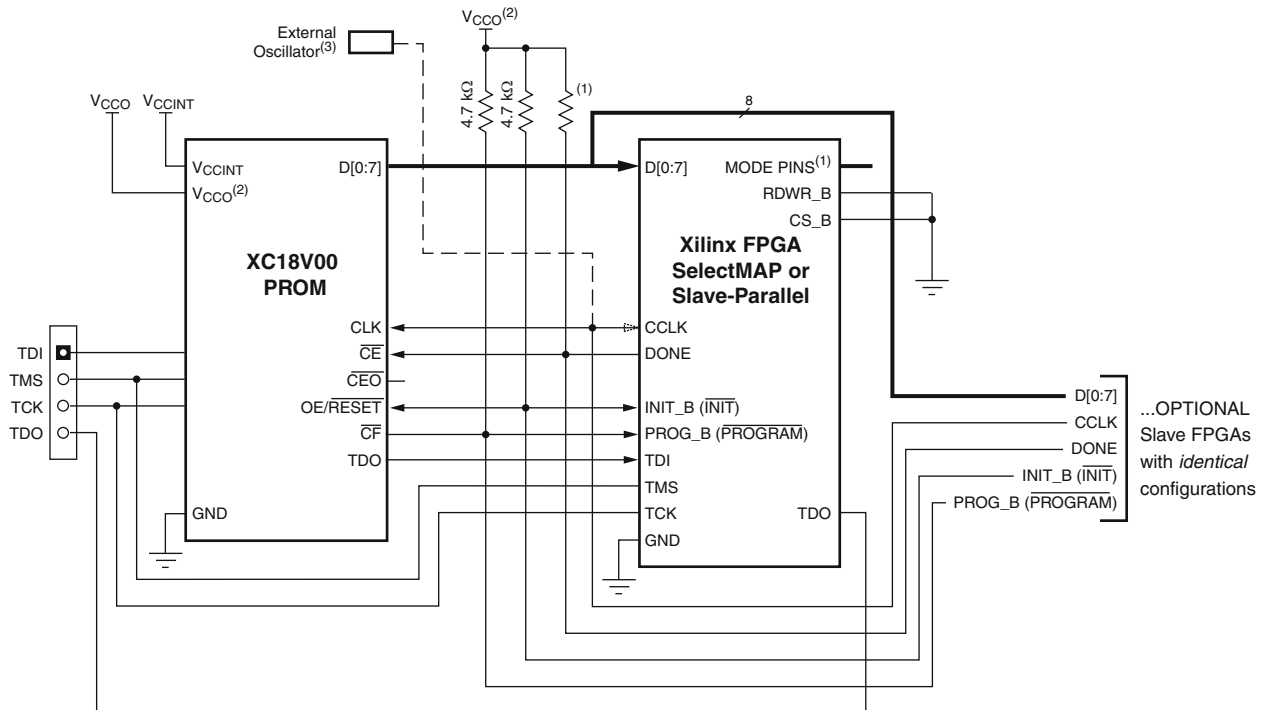 External
Oscillator(3)
VCCO(2)
4.7 kΩ
4.7 kΩ
(1)
8
VCCO
VCCINT
VCCINT
VCCO(2)
D[0:7]
XC18V00
PROM
CLK
CE
CEO
OE/RESET
CF
TDO
GND
TDI
TMS
TCK
TDO
D[0:7]
MODE PINS(1)
RDWR_B
CS_B
Xilinx FPGA
SelectMAP or
Slave-Parallel
CCLK
DONE
INIT_B (INIT)
PROG_B (PROGRAM)
TDI
TMS
TCK
TDO
GND
D[0:7]
CCLK
DONE
INIT_B (INIT)
PROG_B (PROGRAM)
...OPTIONAL
Slave FPGAs
with identical
configurations